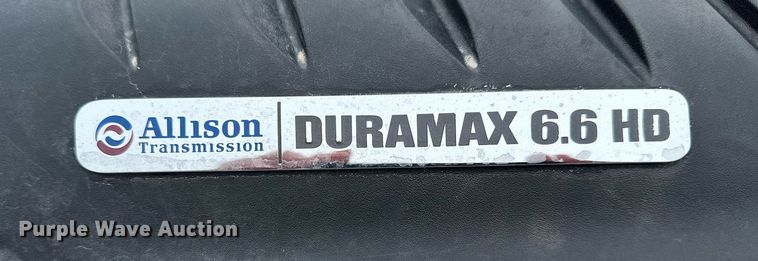 Allison
Transmission
DURAMAX 6.6 HD
Purple Wave Auction